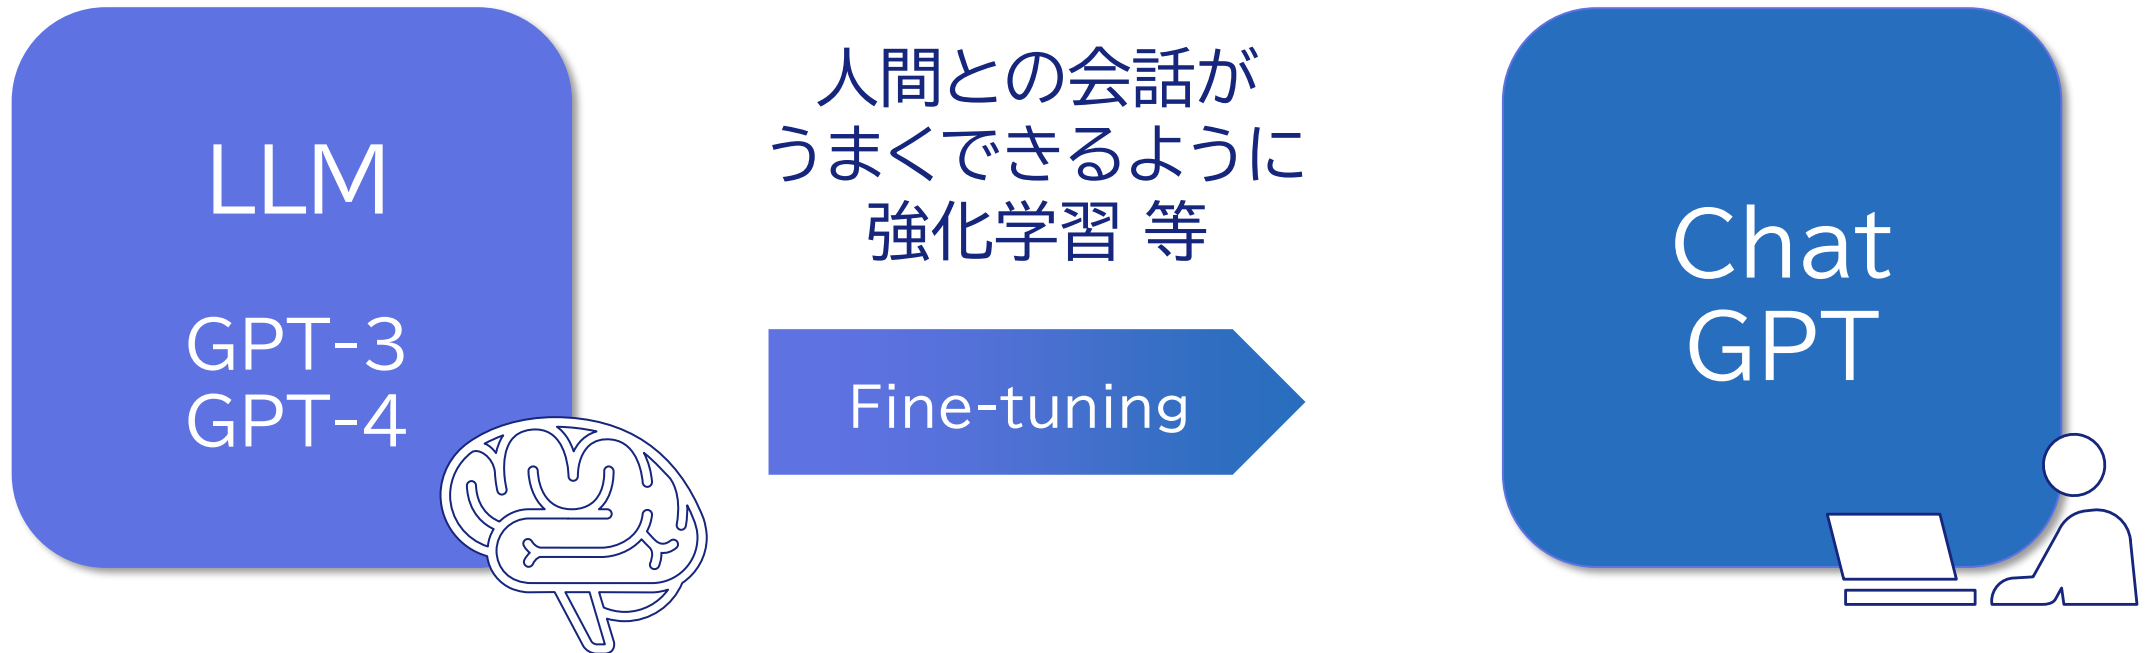 LLM
GPT-3
GPT-4
人間との会話が
うまくできるように
強化学習 等
Fine-tuning
Chat
GPT